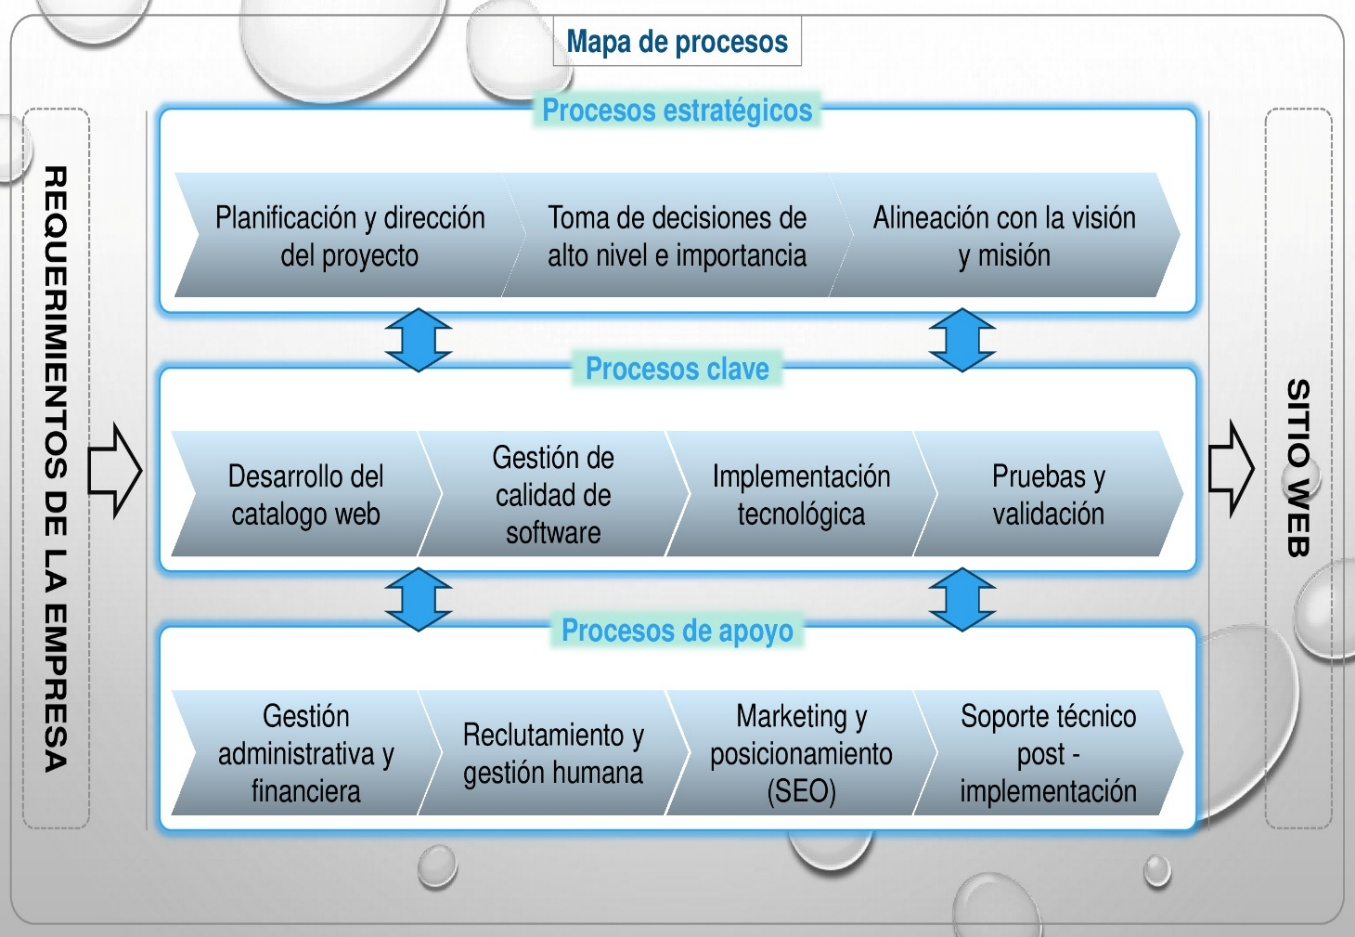 Mapa de procesos
REQUERIMIENTOS DE LA EMPRESA
Procesos estratégicos
Planificación y dirección
del proyecto
Toma de decisiones de
alto nivel e importancia
Alineación con la visión
y misión
Procesos clave
Desarrollo del
catalogo web
Gestión de
calidad de
software
Implementación
tecnológica
Pruebas y
validación
Procesos de apoyo
Gestión
administrativa y
financiera
Reclutamiento y
gestión humana
Marketing y
posicionamiento
(SEO)
Soporte técnico
post -
implementación
SITIO WEB